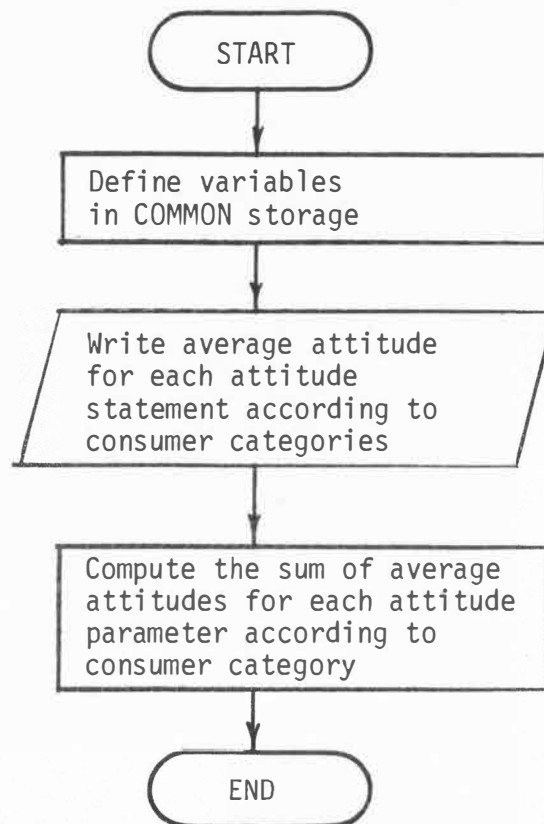 START
Define variables
in COMMON storage
Write average attitude
for each attitude
statement according to
consumer categories
Compute the sum of average
attitudes for each attitude
parameter according to
consumer category
END